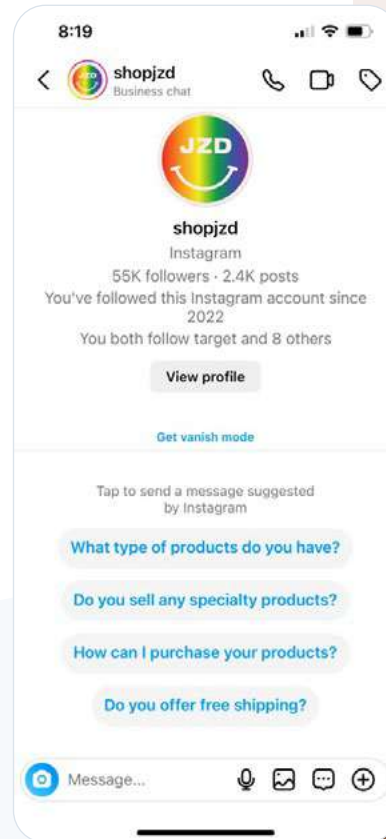 8:19
shopjzd
Business chat
JZD
shopjzd
Instagram
55K followers · 2.4K posts
You've followed this Instagram account since
2022
You both follow target and 8 others
View profile
Get vanish mode
Tap to send a message suggested
by Instagram
What type of products do you have?
Do you sell any specialty products?
How can I purchase your products?
Do you offer free shipping?
Message...